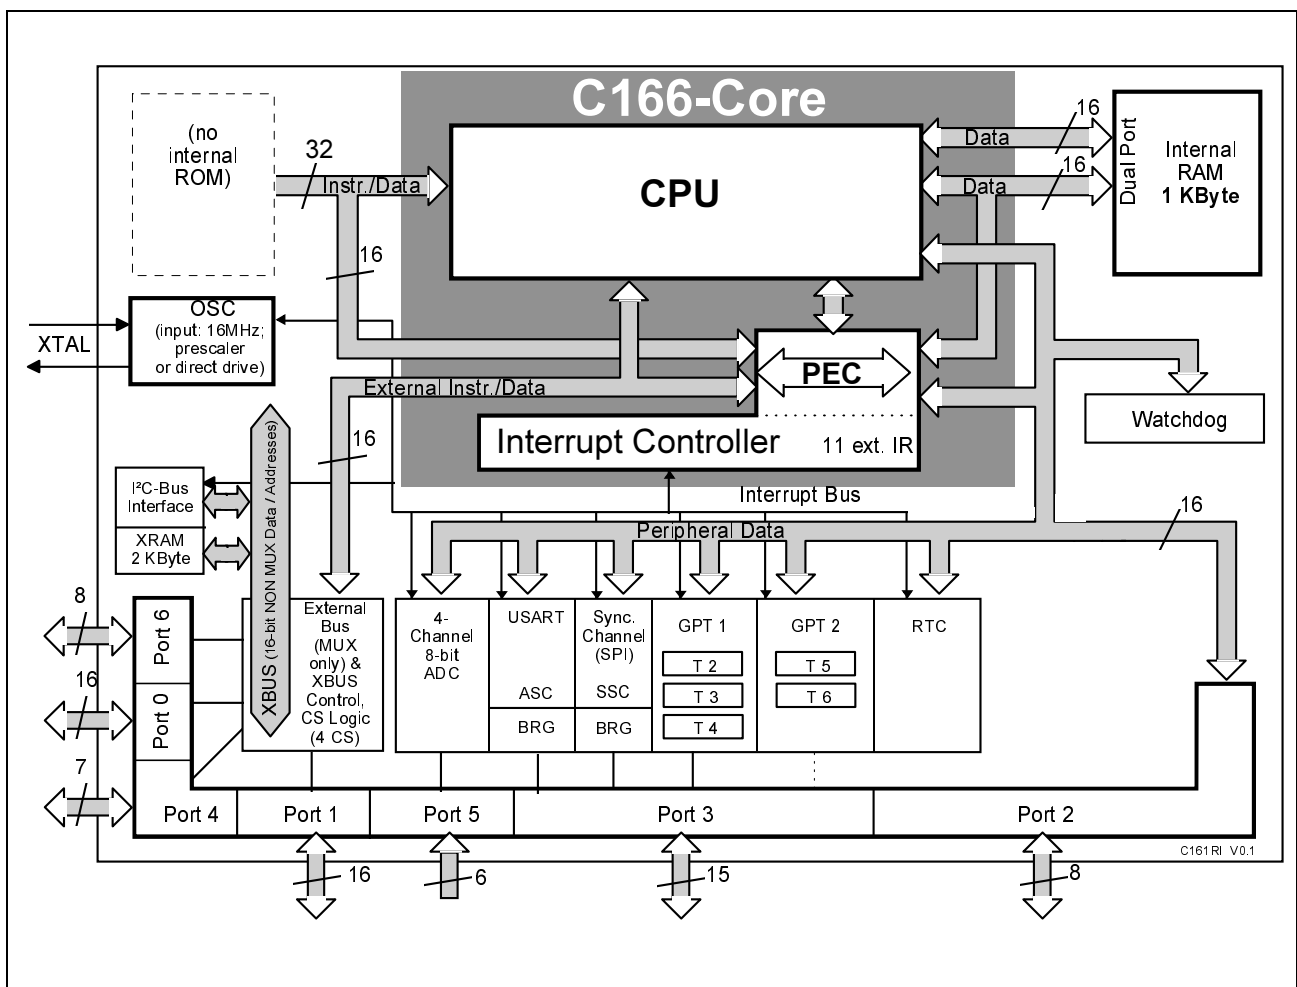 C166-Core
(no
internal
ROM)
32
Instr./Data
CPU
Data
16
Data
16
Dual Port
Internal
RAM
1 KByte
16
OSC
(input: 16MHz;
prescaler
or direct drive)
XTAL
PEC
External Instr./Data
Interrupt Controller
11 ext. IR
Watchdog
16
I²C-Bus
Interface
XRAM
2 KByte
XBUS (16-bit NON MUX Data / Addresses)
Interrupt Bus
Peripheral Data
16
8
Port 6
16
Port 0
7
External
Bus
(MUX
only) &
XBUS
Control,
CS Logic
(4 CS)
4-
Channel
8-bit
ADC
USART
ASC
BRG
Sync.
Channel
(SPI)
SSC
BRG
GPT 1
T 2
T 3
T 4
GPT 2
T 5
T 6
RTC
Port 4
Port 1
Port 5
Port 3
Port 2
C161RI V0.1
16
6
15
8